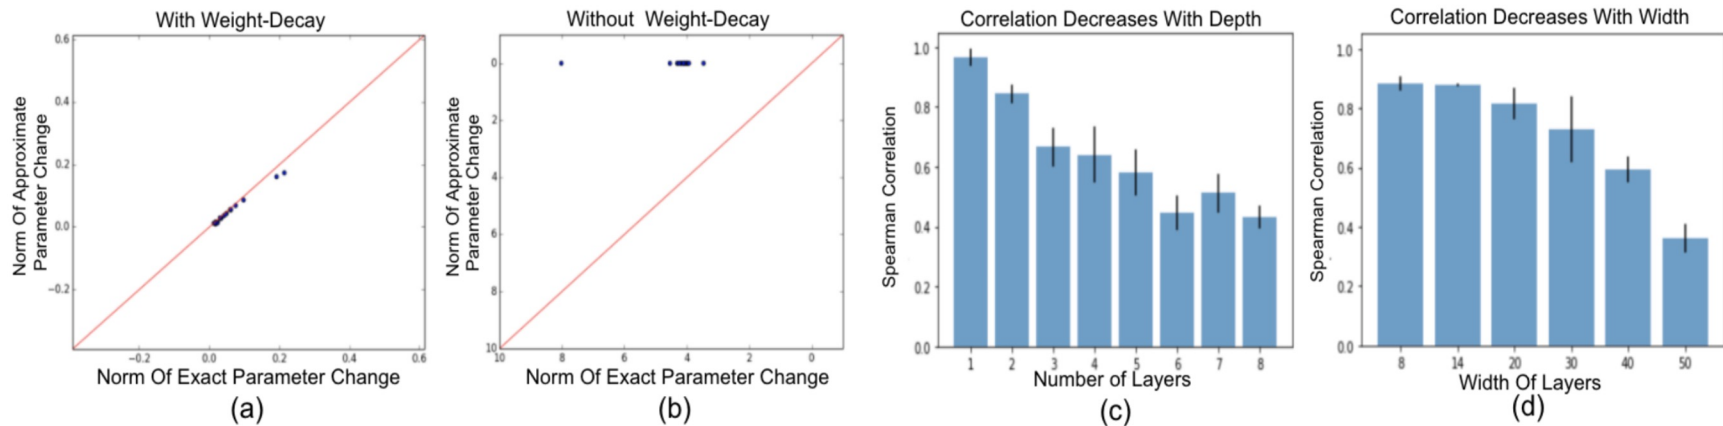 With Weight-Decay
0.6
0.4
0.2
0.0
−0.2
−0.2 0.0 0.2 0.4 0.6
Norm Of Approximate
Parameter Change
Norm Of Exact Parameter Change
(a)
Without Weight-Decay
0
2
4
6
8
10
10 8 6 4 2 0
Norm Of Approximate
Parameter Change
Norm Of Exact Parameter Change
(b)
Correlation Decreases With Depth
1.0
0.8
0.6
0.4
0.2
0.0
1 2 3 4 5 6 7 8
Spearman Correlation
Number of Layers
(c)
Correlation Decreases With Width
1.0
0.8
0.6
0.4
0.2
0.0
8 14 20 30 40 50
Spearman Correlation
Width Of Layers
(d)